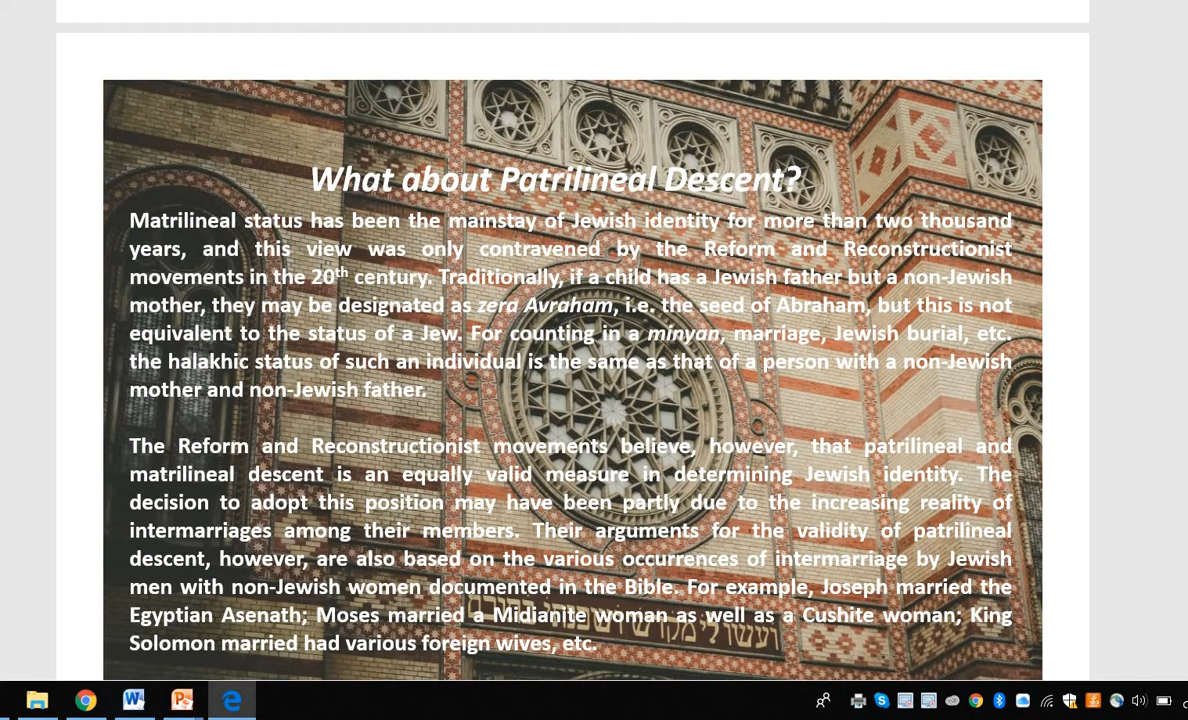 What about Patrilineal Descent?
Matrilineal status has been the mainstay of Jewish identity for more than two thousand
years, and this view was only contravened by the Reform and Reconstructionist
movements in the 20th century. Traditionally, if a child has a Jewish father but a non-Jewish
mother, they may be designated as zera Avraham, i.e. the seed of Abraham, but this is not
equivalent to the status of a Jew. For counting in a minyan, marriage, Jewish burial, etc.
the halakhic status of such an individual is the same as that of a person with a non-Jewish
mother and non-Jewish father.
The Reform and Reconstructionist movements believe, however, that patrilineal and
matrilineal descent is an equally valid measure in determining Jewish identity. The
decision to adopt this position may have been partly due to the increasing reality of
intermarriages among their members. Their arguments for the validity of patrilineal
descent, however, are also based on the various occurrences of intermarriage by Jewish
men with non-Jewish women documented in the Bible. For example, Joseph married the
Egyptian Asenath; Moses married a Midianite woman as well as a Cushite woman; King
Solomon married had various foreign wives, etc.